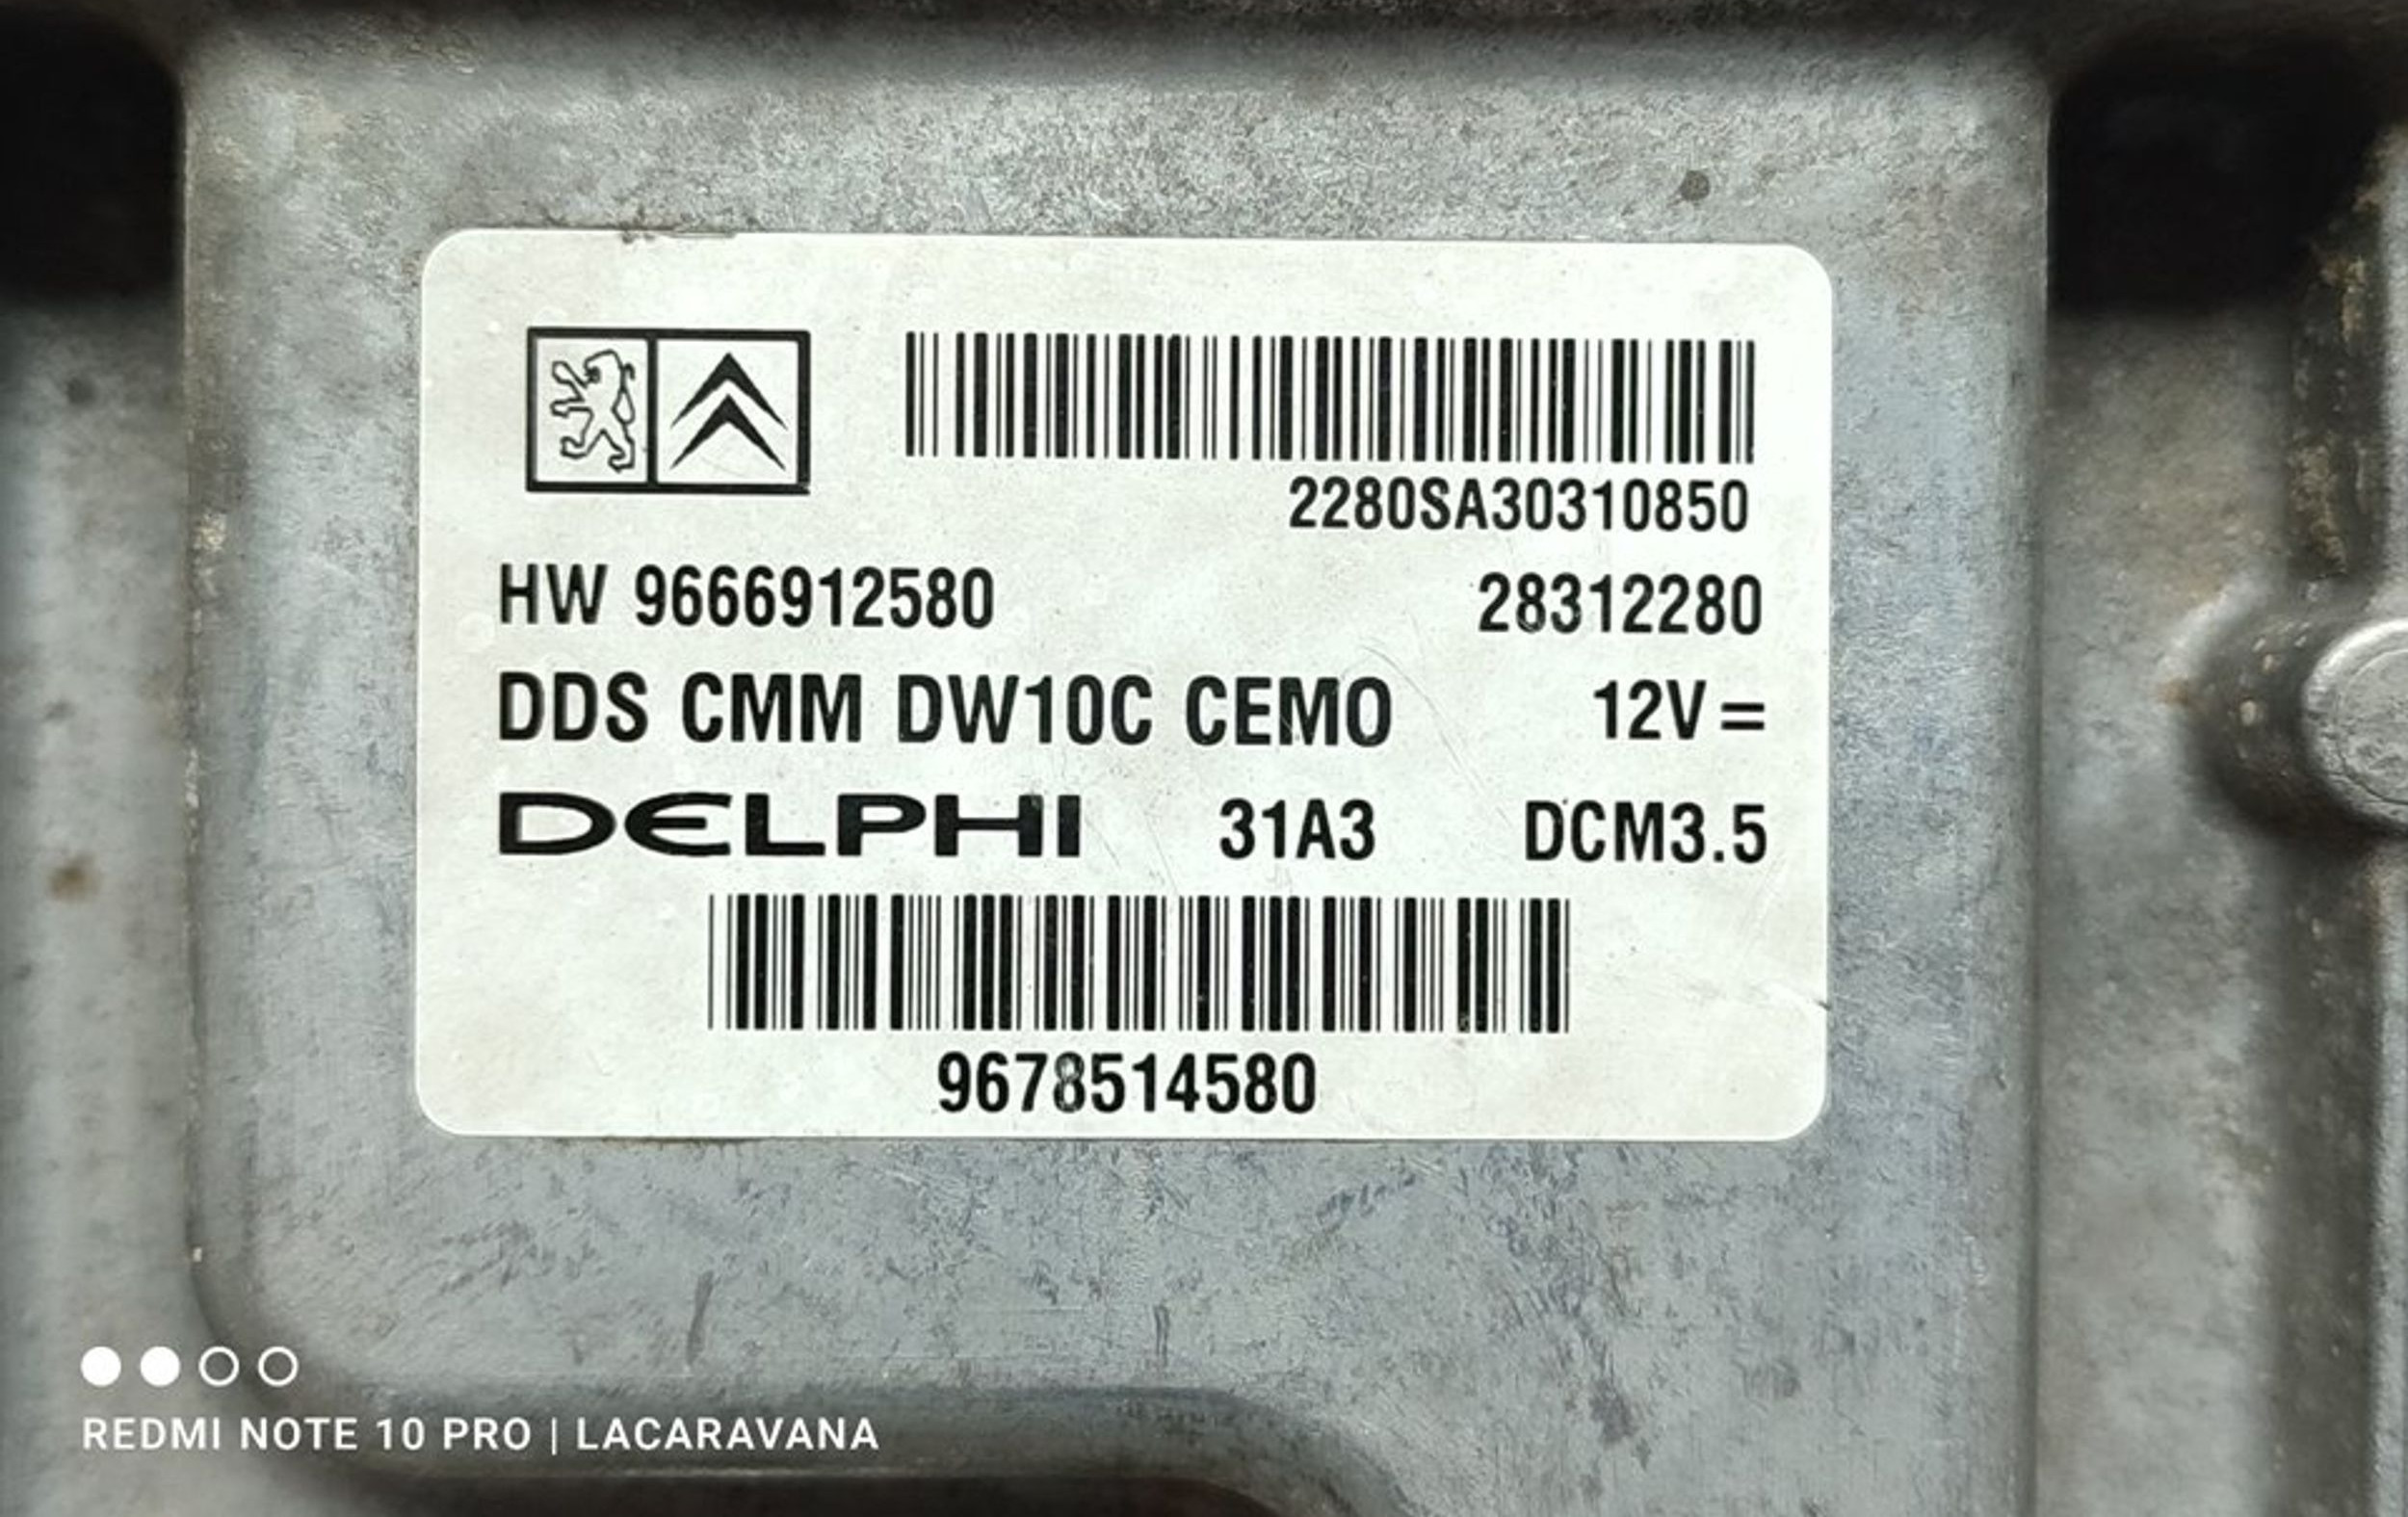 2280SA30310850
HW 9666912580 28312280
DDS CMM DW10C CEMO 12V=
DELPHI 31A3 DCM3.5
9678514580
REDMI NOTE 10 PRO | LACARAVANA